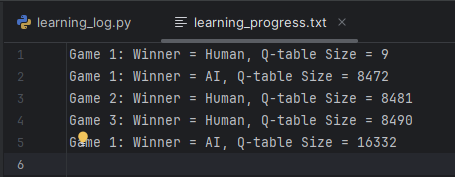 learning_log.py learning_progress.txt
1 Game 1: Winner = Human, Q-table Size = 9
2 Game 1: Winner = AI, Q-table Size = 8472
3 Game 2: Winner = Human, Q-table Size = 8481
4 Game 3: Winner = Human, Q-table Size = 8490
5 Game 1: Winner = AI, Q-table Size = 16332
6